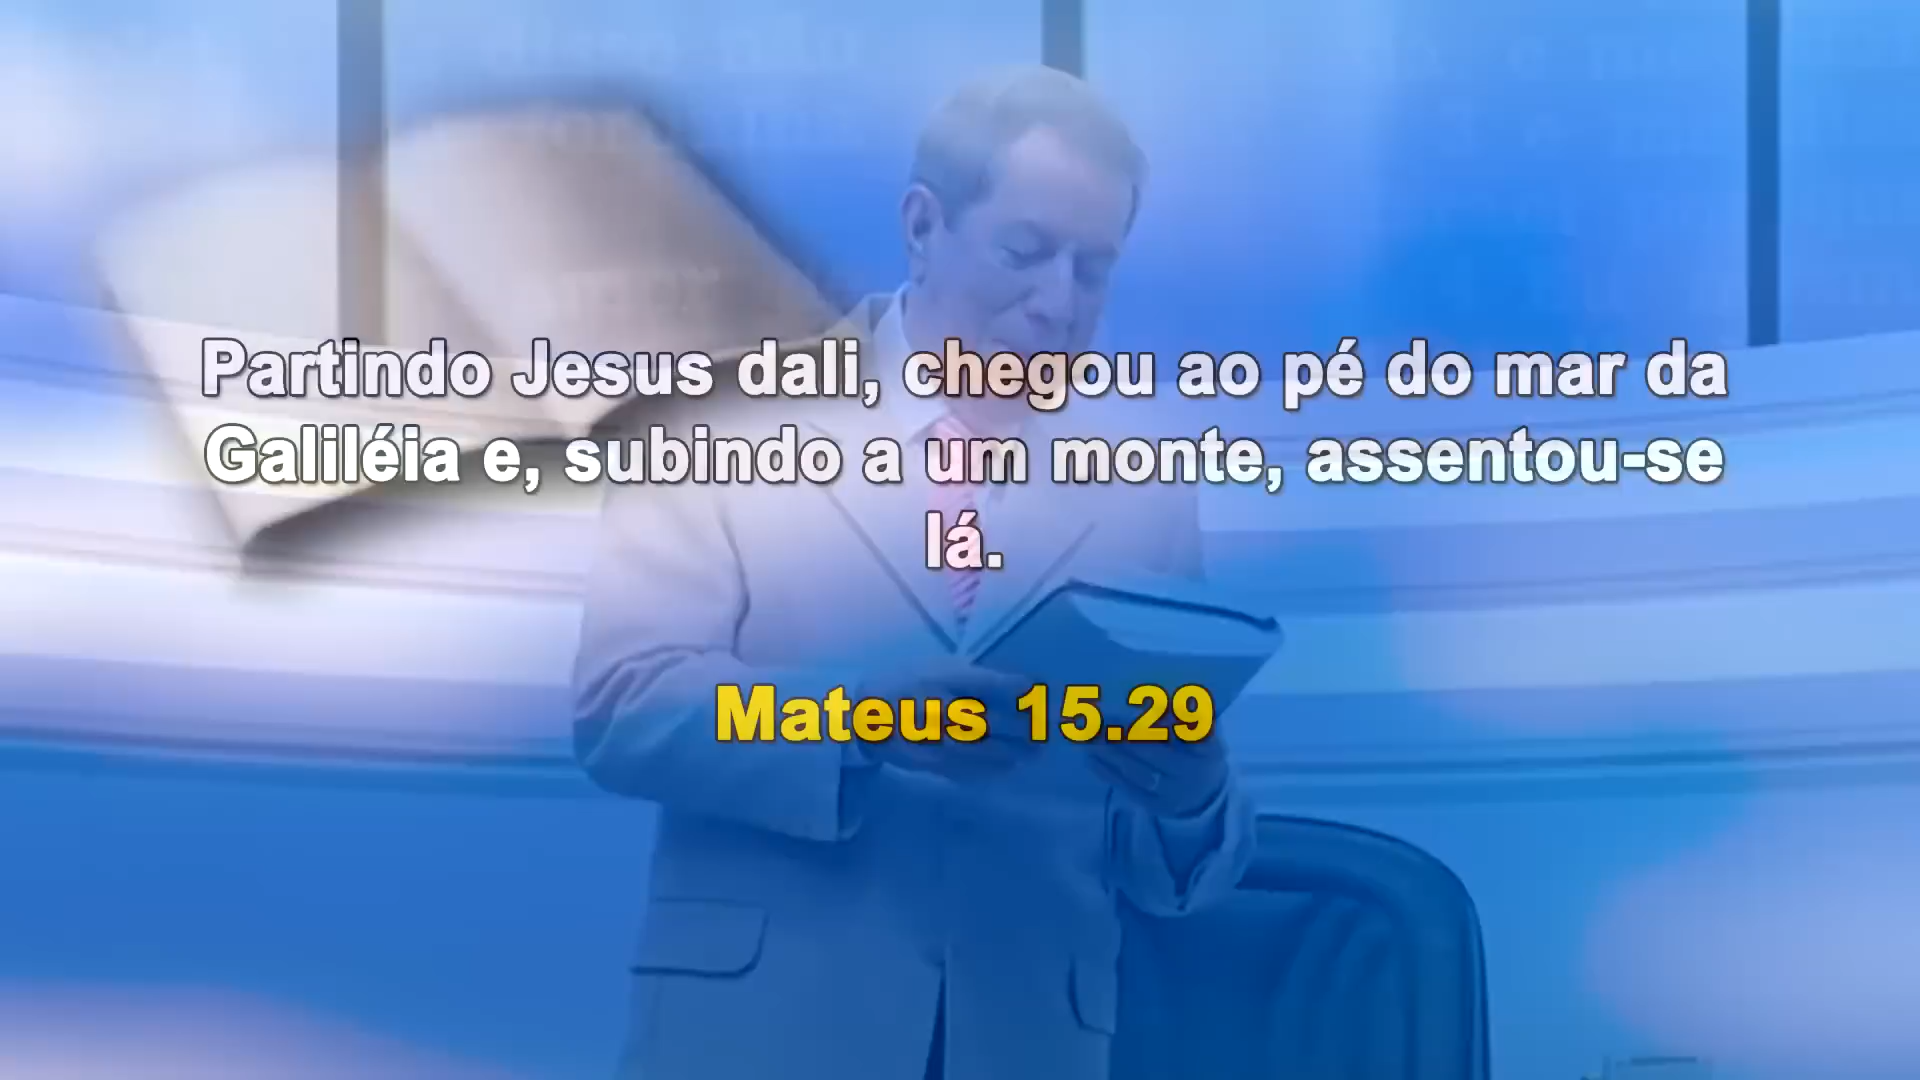 Partindo Jesus dali, chegou ao pé do mar da
Galiléia e, subindo a um monte, assentou-se
lá.
Mateus 15.29